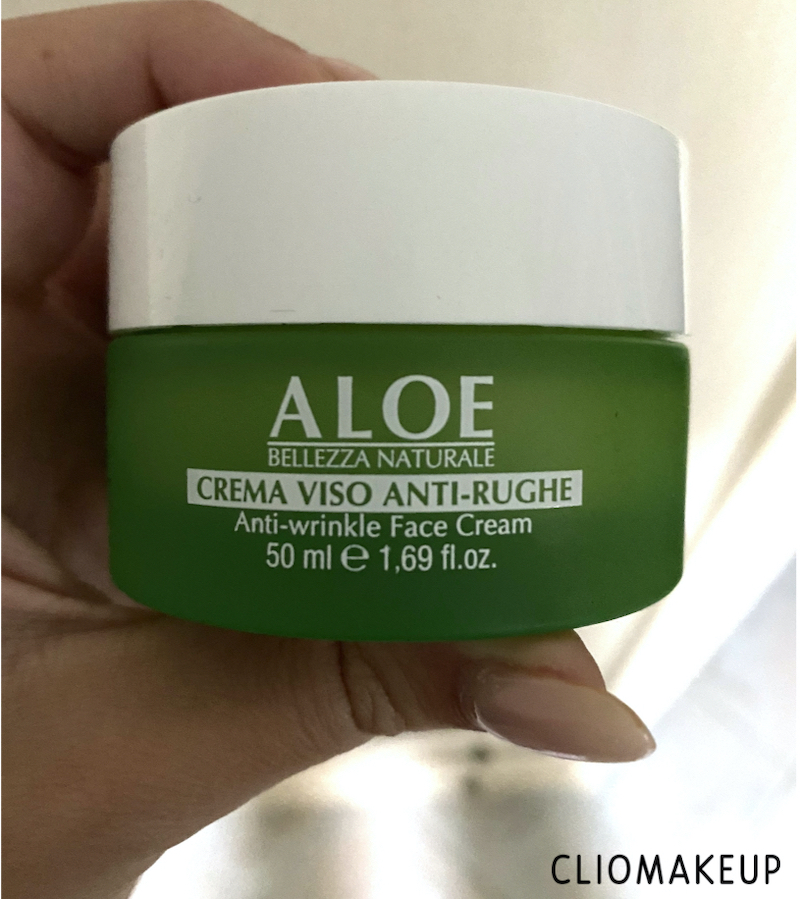 ALOE
BELLEZZA NATURALE
CREMA VISO ANTI-RUGHE
Anti-wrinkle Face Cream
50 ml ℮ 1,69 fl.oz.
CLIOMAKEUP